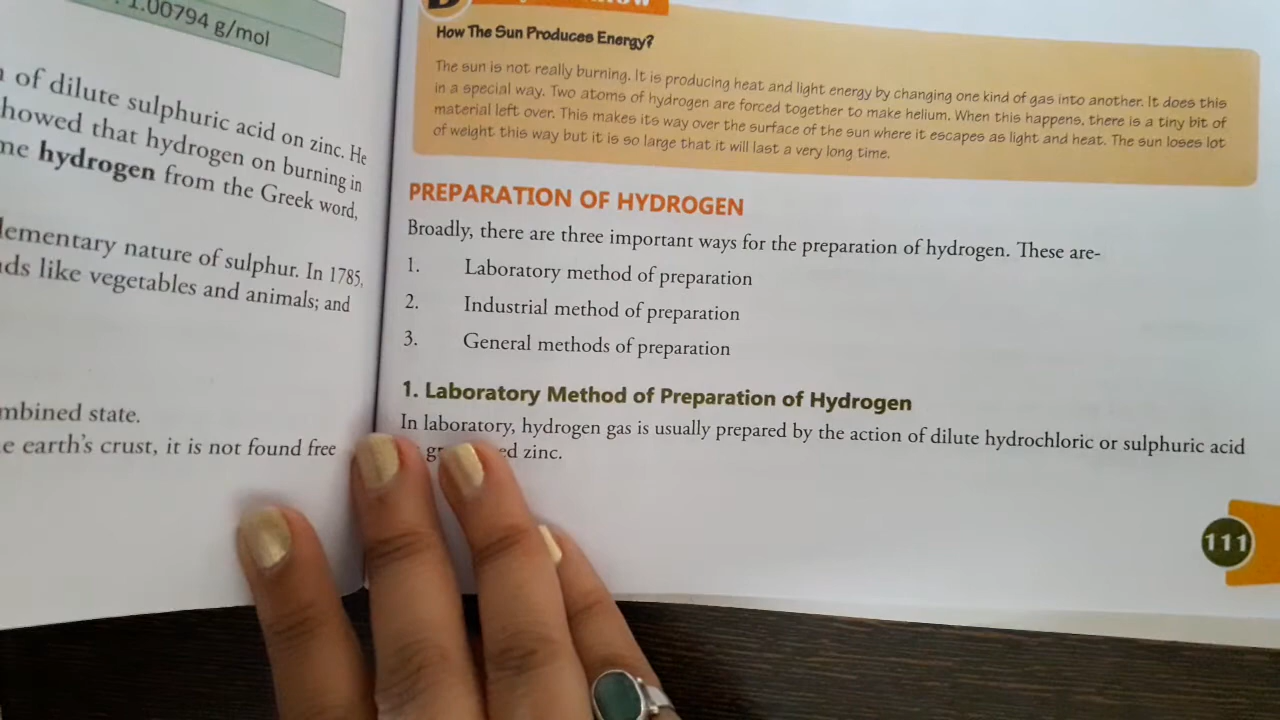 1.00794 g/mol
of dilute sulphuric acid on zinc. He
howed that hydrogen on burning in
me hydrogen from the Greek word,
lementary nature of sulphur. In 1785,
ds like vegetables and animals; and
mbined state.
e earth's crust, it is not found free
How The Sun Produces Energy?
The sun is not really burning. It is producing heat and light energy by changing one kind of gas into another. It does this
in a special way. Two atoms of hydrogen are forced together to make helium. When this happens, there is a tiny bit of
material left over. This makes its way over the surface of the sun where it escapes as light and heat. The sun loses lot
of weight this way but it is so large that it will last a very long time.
PREPARATION OF HYDROGEN
Broadly, there are three important ways for the preparation of hydrogen. These are-
1. Laboratory method of preparation
2. Industrial method of preparation
3. General methods of preparation
1. Laboratory Method of Preparation of Hydrogen
In laboratory, hydrogen gas is usually prepared by the action of dilute hydrochloric or sulphuric acid
ed zinc.
111